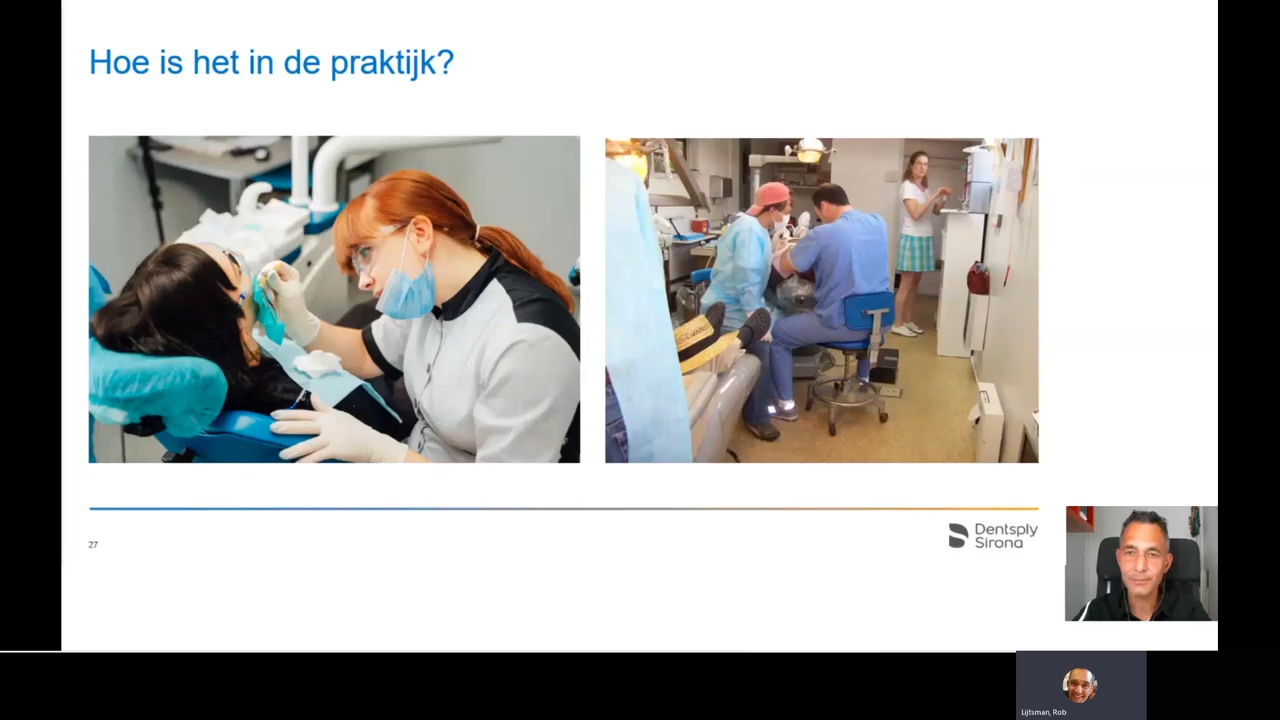 Hoe is het in de praktijk?
27
Dentsply
Sirona
Lijtsman, Rob